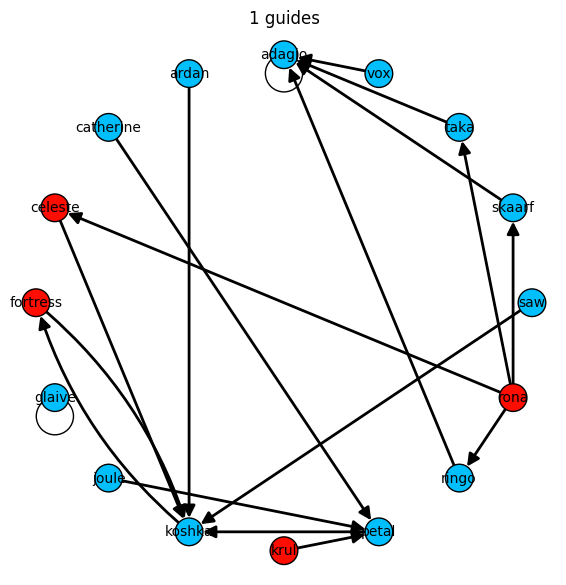 1 guides
adagio
ardan
vox
catherine
taka
celeste
skaarf
fortress
saw
glaive
rona
joule
ringo
koshka
petal
krul